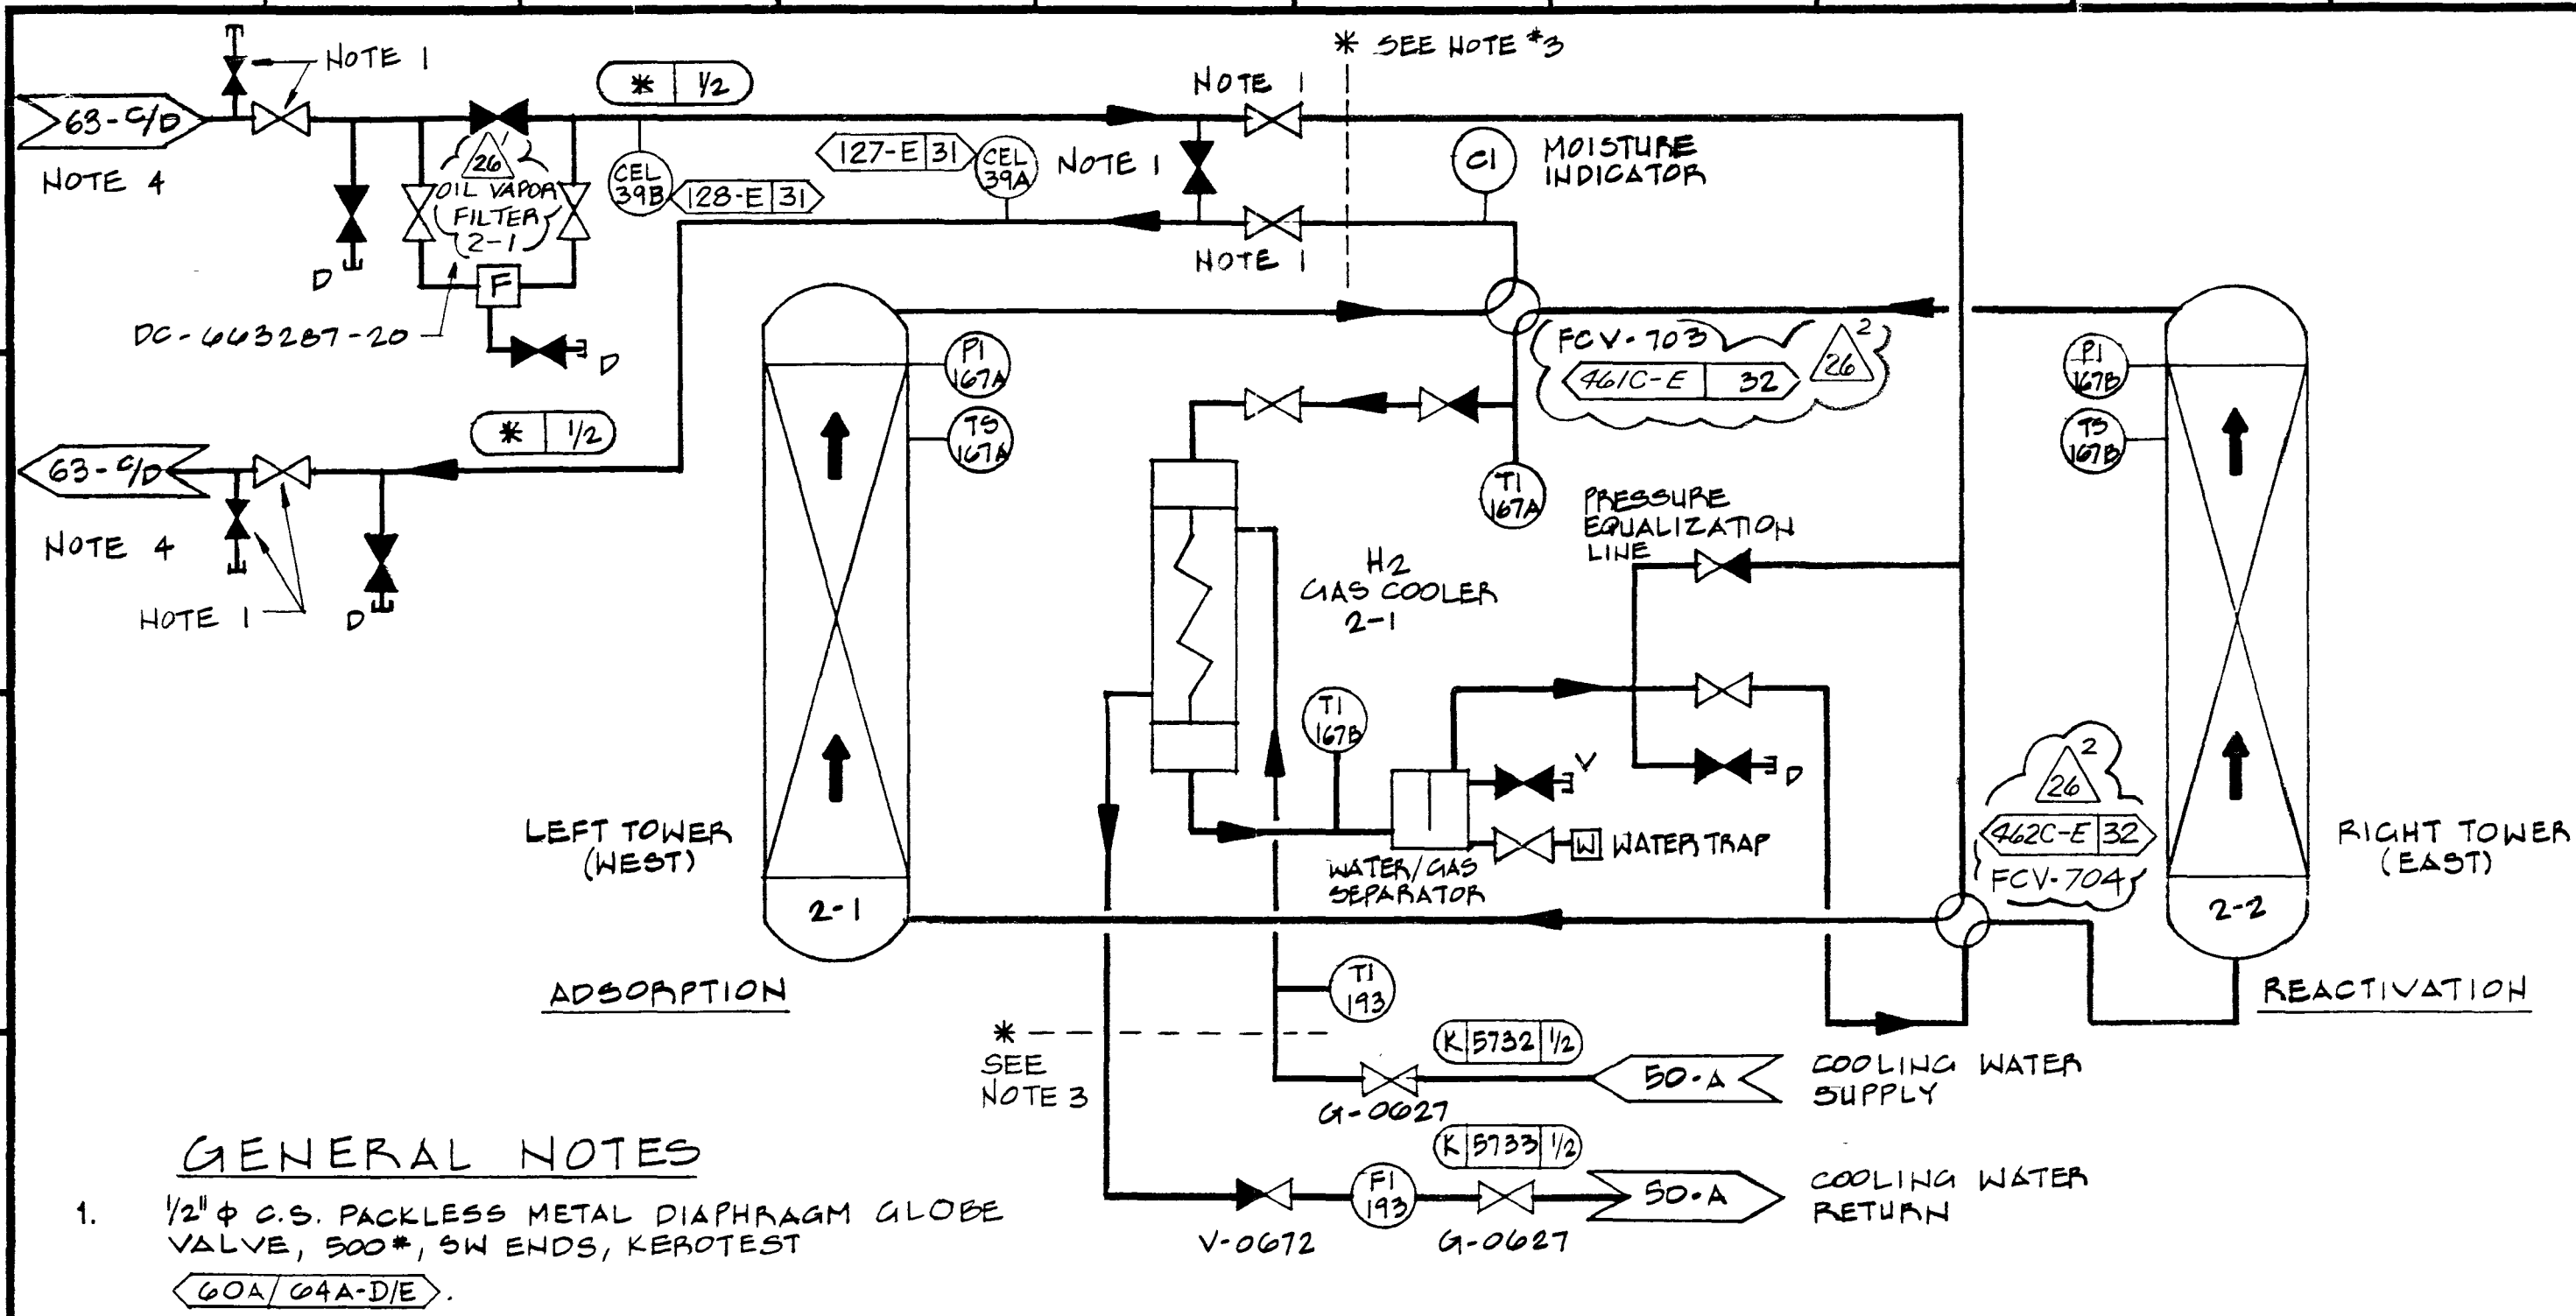 * SEE NOTE #3
NOTE 1
63-C/D
NOTE 4
* 1/2
NOTE 1
26
OIL VAPOR
FILTER
2-1
CEL
39B
128-E 31
127-E 31
CEL
39A
NOTE 1
CI
MOISTURE
INDICATOR
NOTE 1
D
F
DC-663287-20
D
FCV-703
461C-E 32
2
26
PI
167A
TS
167A
PI
167B
TS
167B
63-C/D
* 1/2
NOTE 4
NOTE 1
D
TI
167A
PRESSURE
EQUALIZATION
LINE
H2
GAS COOLER
2-1
TI
167B
V
D
W WATER TRAP
WATER/GAS
SEPARATOR
LEFT TOWER
(WEST)
2-1
ADSORPTION
2
26
462C-E 32
FCV-704
RIGHT TOWER
(EAST)
2-2
REACTIVATION
TI
193
*
SEE
NOTE 3
K 5732 1/2
50-A
COOLING WATER
SUPPLY
G-0627
K 5733 1/2
FI
193
50-A
COOLING WATER
RETURN
V-0672
G-0627
GENERAL NOTES
1. 1/2" Φ C.S. PACKLESS METAL DIAPHRAGM GLOBE
VALVE, 500#, SW ENDS, KEROTEST
60A/64A-D/E.